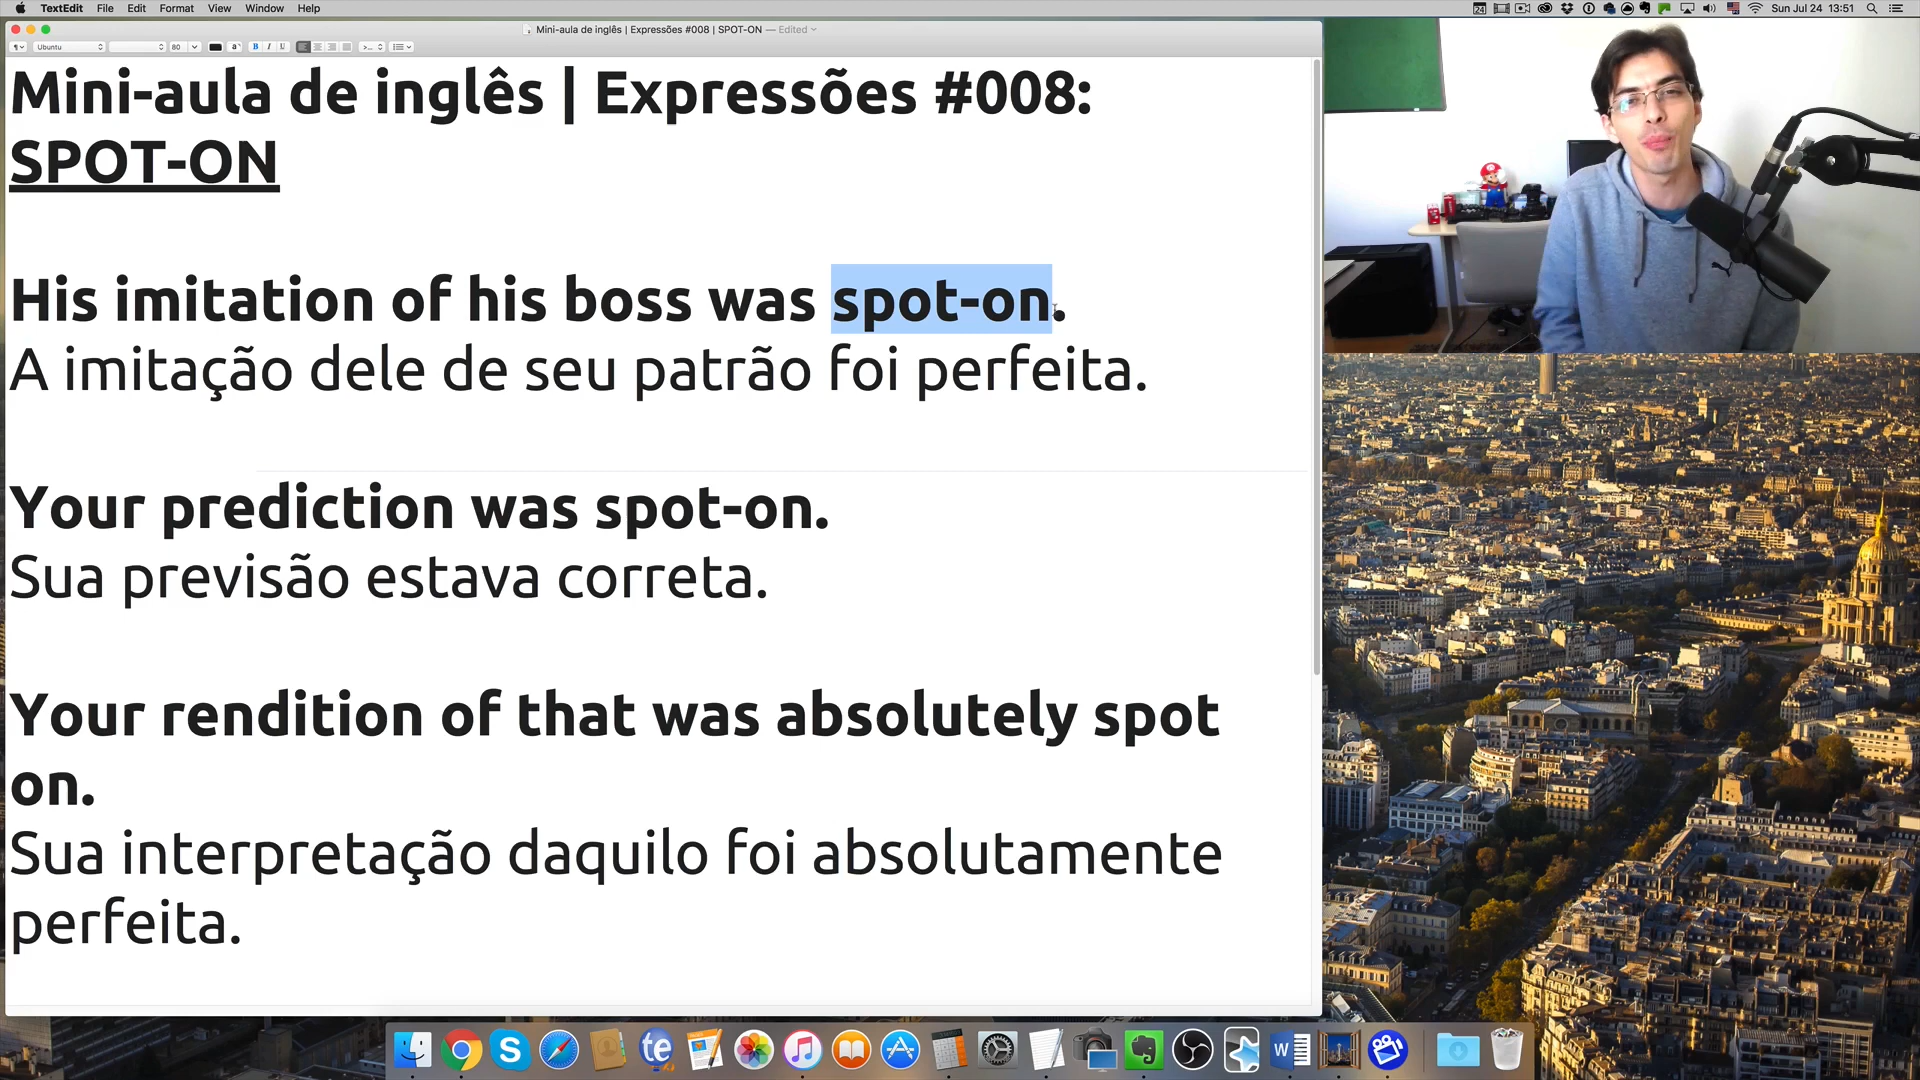 TextEdit File Edit Format View Window Help
Sun Jul 24 13:51
Mini-aula de inglês | Expressões #008 | SPOT-ON — Edited
Ubuntu 80 a B I U
Mini-aula de inglês | Expressões #008:
SPOT-ON
His imitation of his boss was spot-on.
A imitação dele de seu patrão foi perfeita.
Your prediction was spot-on.
Sua previsão estava correta.
Your rendition of that was absolutely spot
on.
Sua interpretação daquilo foi absolutamente
perfeita.